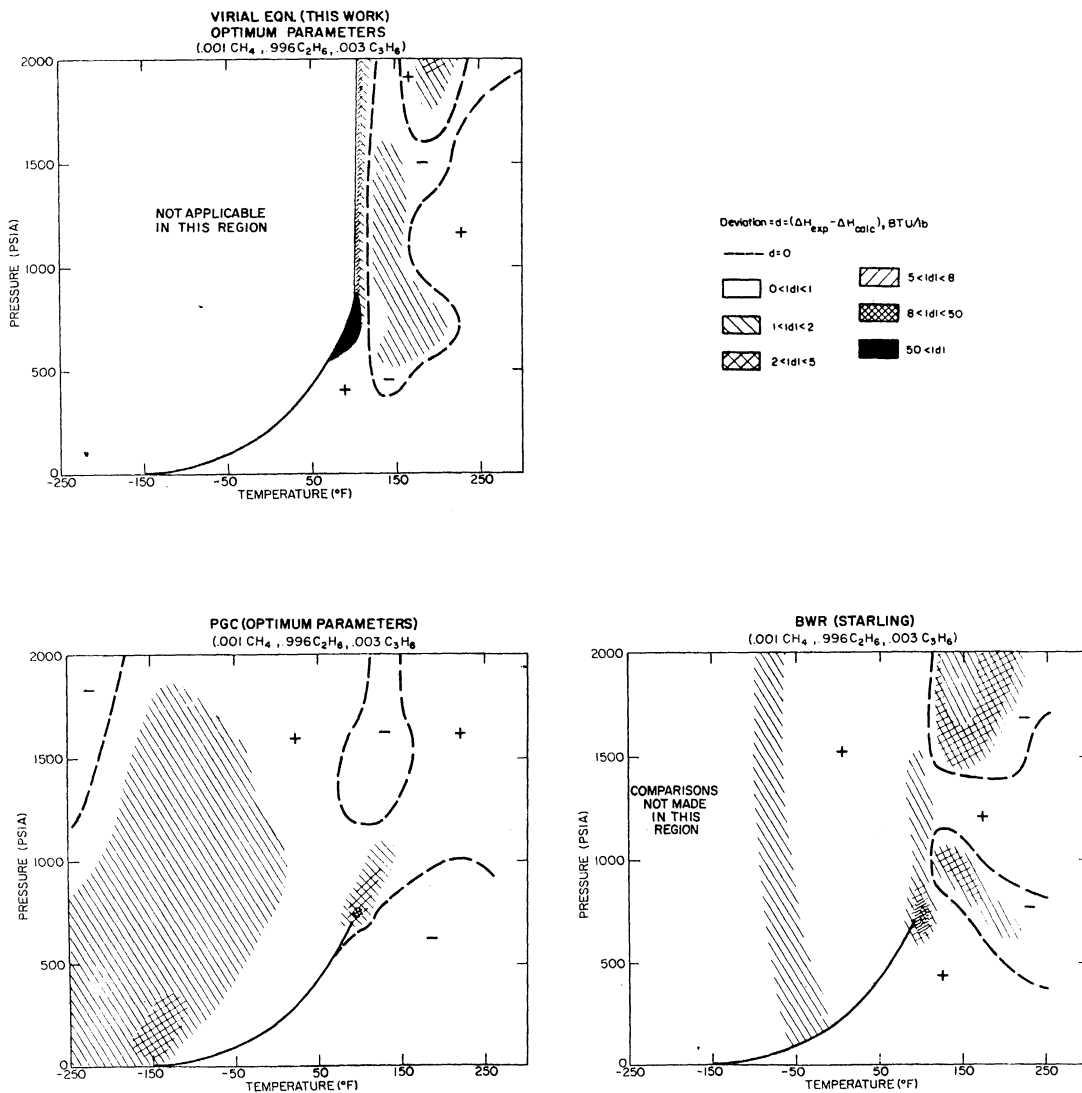 VIRIAL EQN. (THIS WORK)
OPTIMUM PARAMETERS
(.001 CH4 , .996 C2H6, .003 C3H6)
2000
1500
1000
500
0
PRESSURE (PSIA)
NOT APPLICABLE
IN THIS REGION
+
−
+
−
+
-250
-150
-50
50
150
250
TEMPERATURE (°F)
Deviation=d=(ΔHexp-ΔHcalc), BTU/lb
d=0
0<|d|<1
1<|d|<2
2<|d|<5
5<|d|<8
8<|d|<50
50<|d|
PGC (OPTIMUM PARAMETERS)
(.001 CH4 , .996 C2H6, .003 C3H6
2000
1500
1000
500
0
PRESSURE (PSIA)
−
+
−
+
−
-250
-150
-50
50
150
250
TEMPERATURE (°F)
BWR (STARLING)
(.001 CH4 , .996C2H6, .003 C3H6)
2000
1500
1000
500
0
PRESSURE (PSIA)
COMPARISONS
NOT MADE
IN THIS
REGION
+
−
+
−
+
-250
-150
-50
50
150
250
TEMPERATURE (°F)